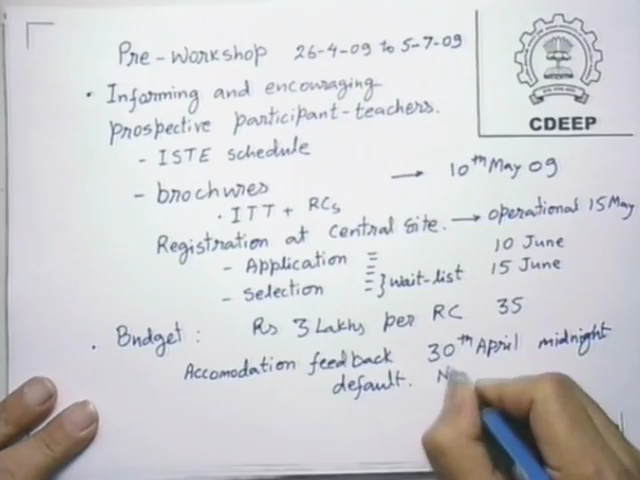 Pre-Workshop 26-4-09 to 5-7-09
• Informing and encouraging
prospective participant-teachers.
- ISTE schedule
- brochures → 10th May 09
• ITT + RCs
Registration at Central Site. → operational 15 May
- Application 10 June
- Selection } wait-list 15 June
• Budget: Rs 3 Lakhs per RC 35
Accomodation feedback 30th April midnight
default. N
CDEEP